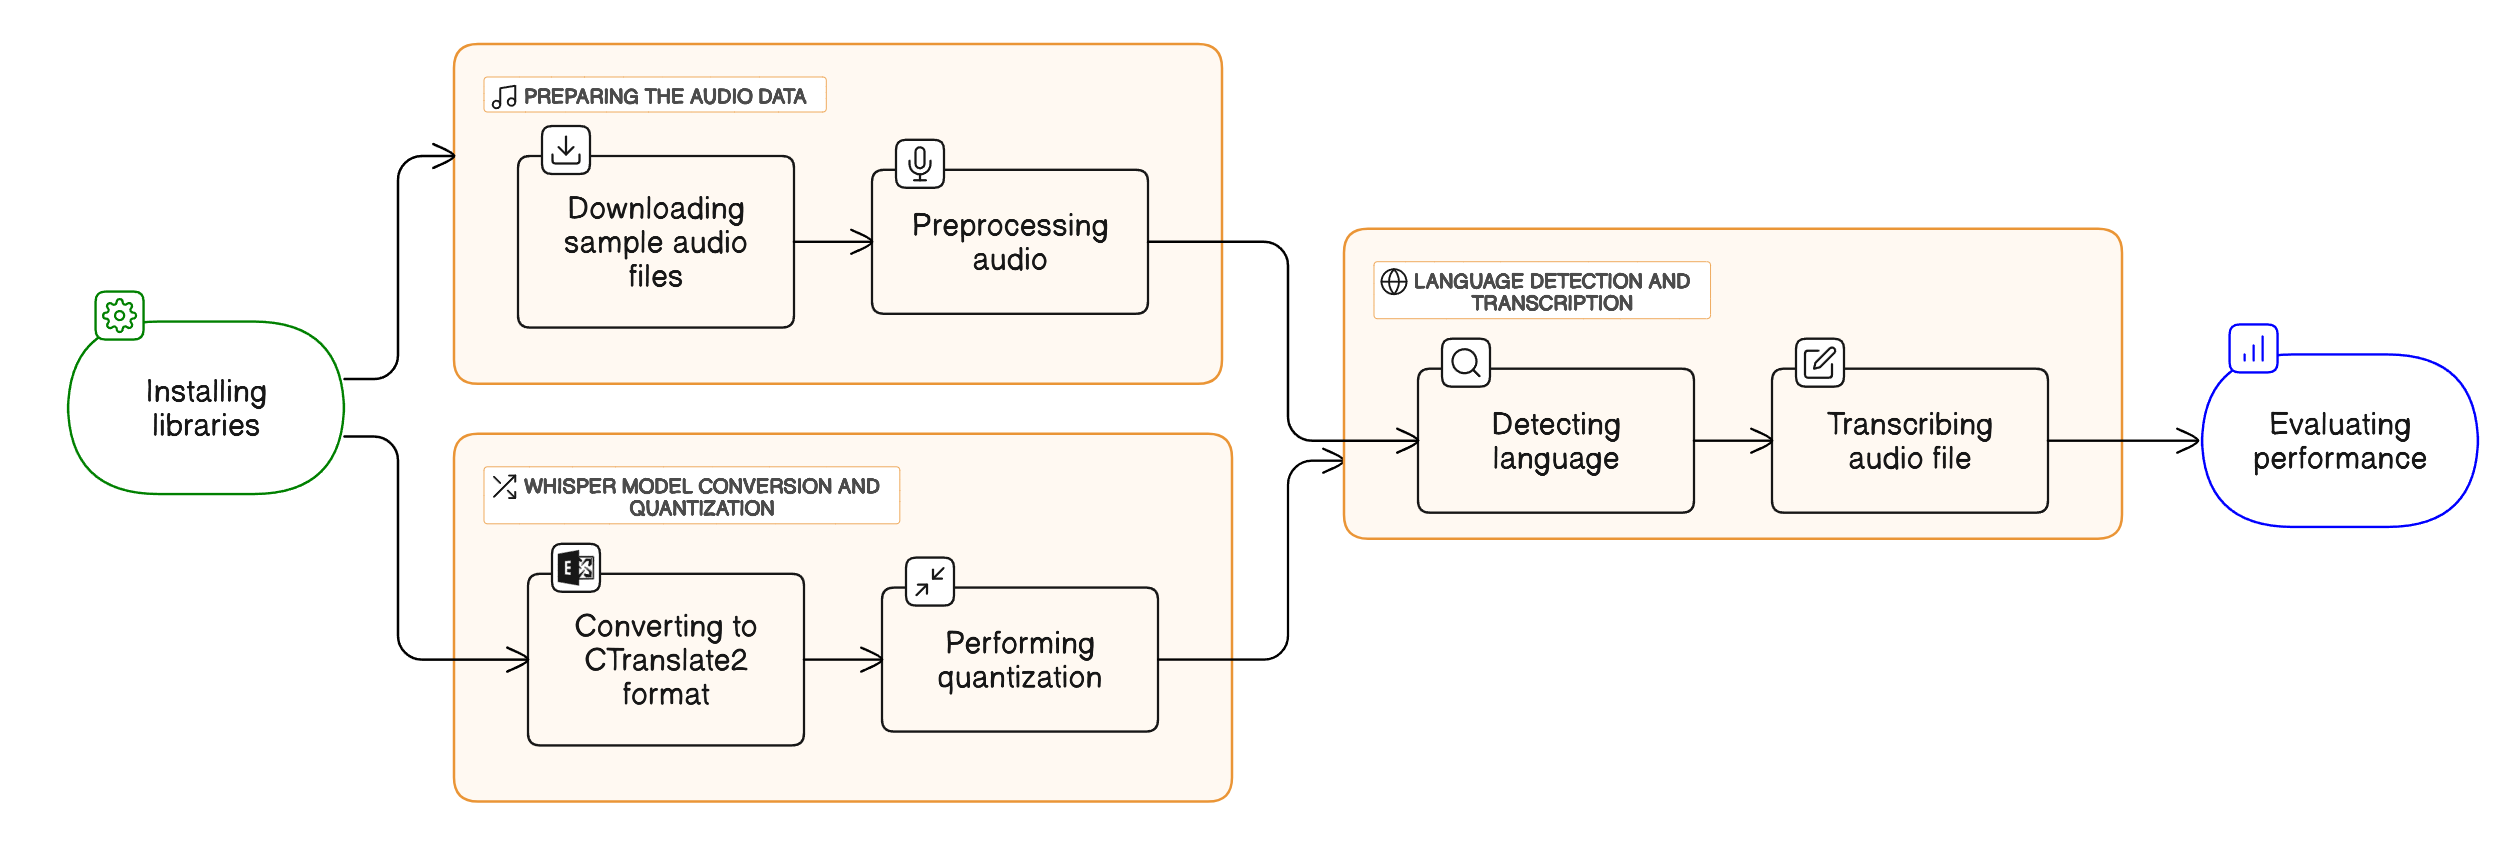 PREPARING THE AUDIO DATA
Downloading
sample audio
files
Preprocessing
audio
Installing
libraries
WHISPER MODEL CONVERSION AND
QUANTIZATION
E
Converting to
CTranslate2
format
Performing
quantization
LANGUAGE DETECTION AND
TRANSCRIPTION
Detecting
language
Transcribing
audio file
Evaluating
performance